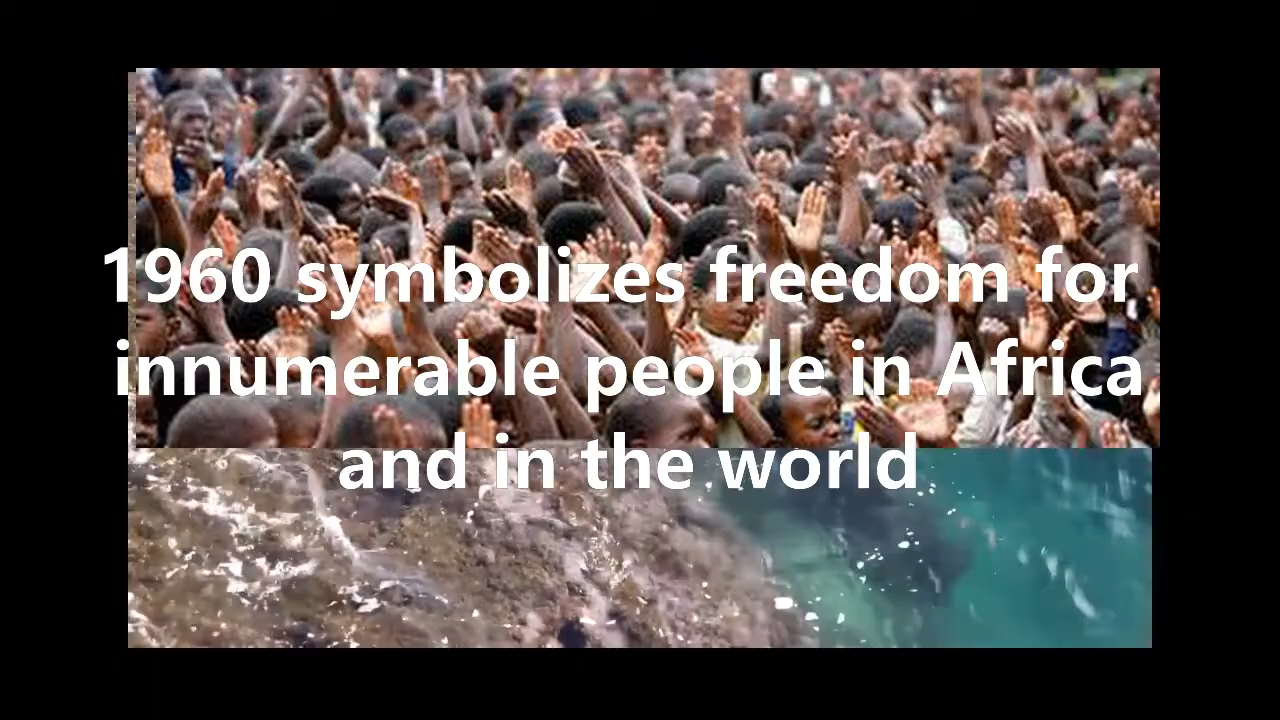 1960 symbolizes freedom for
innumerable people in Africa
and in the world